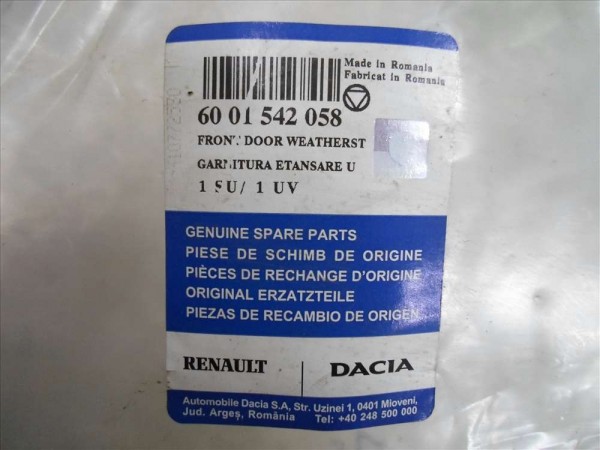 Made in Romania
Fabricat in Romania
60 01 542 058
FRONT DOOR WEATHERST
GARNITURA ETANSARE U
1 SU/ 1 UV
GENUINE SPARE PARTS
PIESE DE SCHIMB DE ORIGINE
PIÈCES DE RECHANGE D'ORIGINE
ORIGINAL ERZATZTEILE
PIEZAS DE RECAMBIO DE ORIGEN
RENAULT | DACIA
Automobile Dacia S.A, Str. Uzinei 1, 0401 Mioveni,
Jud. Argeş, România Tel: +40 248 500 000